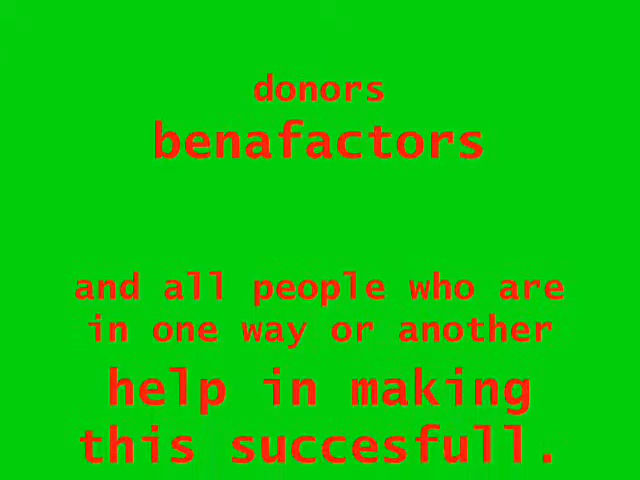 donors
benafactors
and all people who are
in one way or another
help in making
this succesfull.